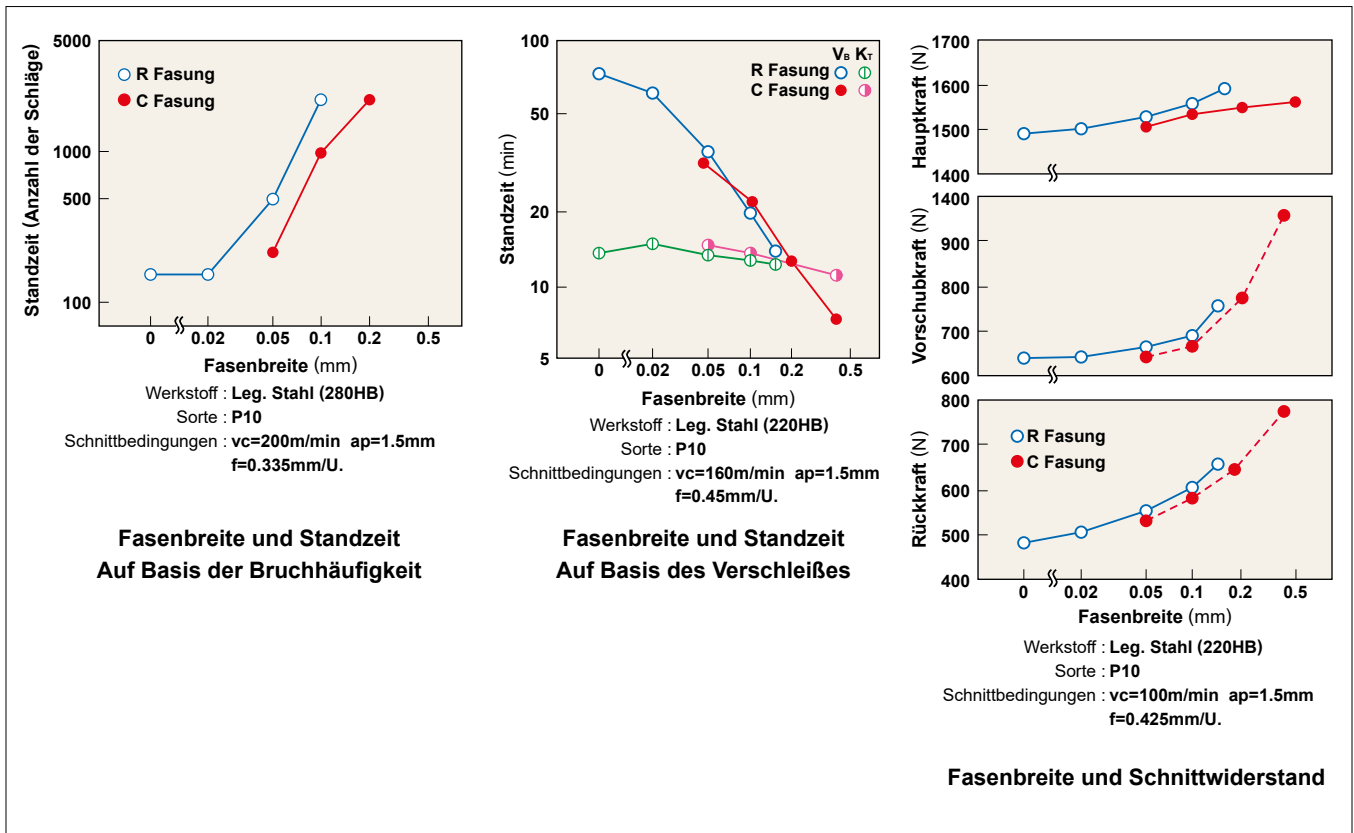 5000
1000
500
100
Standzeit (Anzahl der Schläge)
R Fasung
C Fasung
0 0.02 0.05 0.1 0.2 0.5
Fasenbreite (mm)
Werkstoff : Leg. Stahl (280HB)
Sorte : P10
Schnittbedingungen : vc=200m/min ap=1.5mm
f=0.335mm/U.
Fasenbreite und Standzeit
Auf Basis der Bruchhäufigkeit
100
50
20
10
5
Standzeit (min)
VB KT
R Fasung
C Fasung
0 0.02 0.05 0.1 0.2 0.5
Fasenbreite (mm)
Werkstoff : Leg. Stahl (220HB)
Sorte : P10
Schnittbedingungen : vc=160m/min ap=1.5mm
f=0.45mm/U.
Fasenbreite und Standzeit
Auf Basis des Verschleißes
1700
1600
1500
1400
Hauptkraft (N)
1400
900
800
700
600
Vorschubkraft (N)
800
700
600
500
400
Rückkraft (N)
R Fasung
C Fasung
0 0.02 0.05 0.1 0.2 0.5
Fasenbreite (mm)
Werkstoff : Leg. Stahl (220HB)
Sorte : P10
Schnittbedingungen : vc=100m/min ap=1.5mm
f=0.425mm/U.
Fasenbreite und Schnittwiderstand